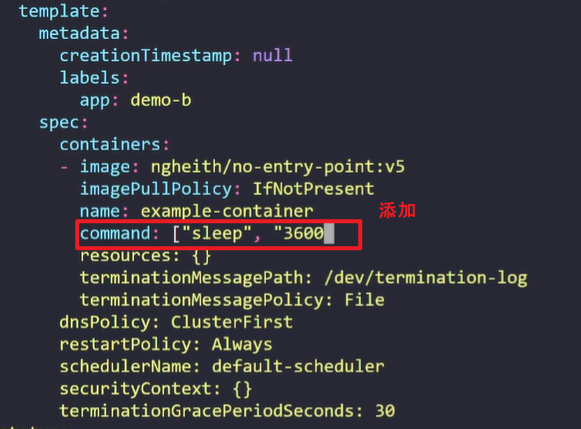 template:
  metadata:
    creationTimestamp: null
    labels:
      app: demo-b
  spec:
    containers:
    - image: ngheith/no-entry-point:v5
      imagePullPolicy: IfNotPresent
      name: example-container
添加
      command: ["sleep", "3600
      resources: {}
      terminationMessagePath: /dev/termination-log
      terminationMessagePolicy: File
    dnsPolicy: ClusterFirst
    restartPolicy: Always
    schedulerName: default-scheduler
    securityContext: {}
    terminationGracePeriodSeconds: 30